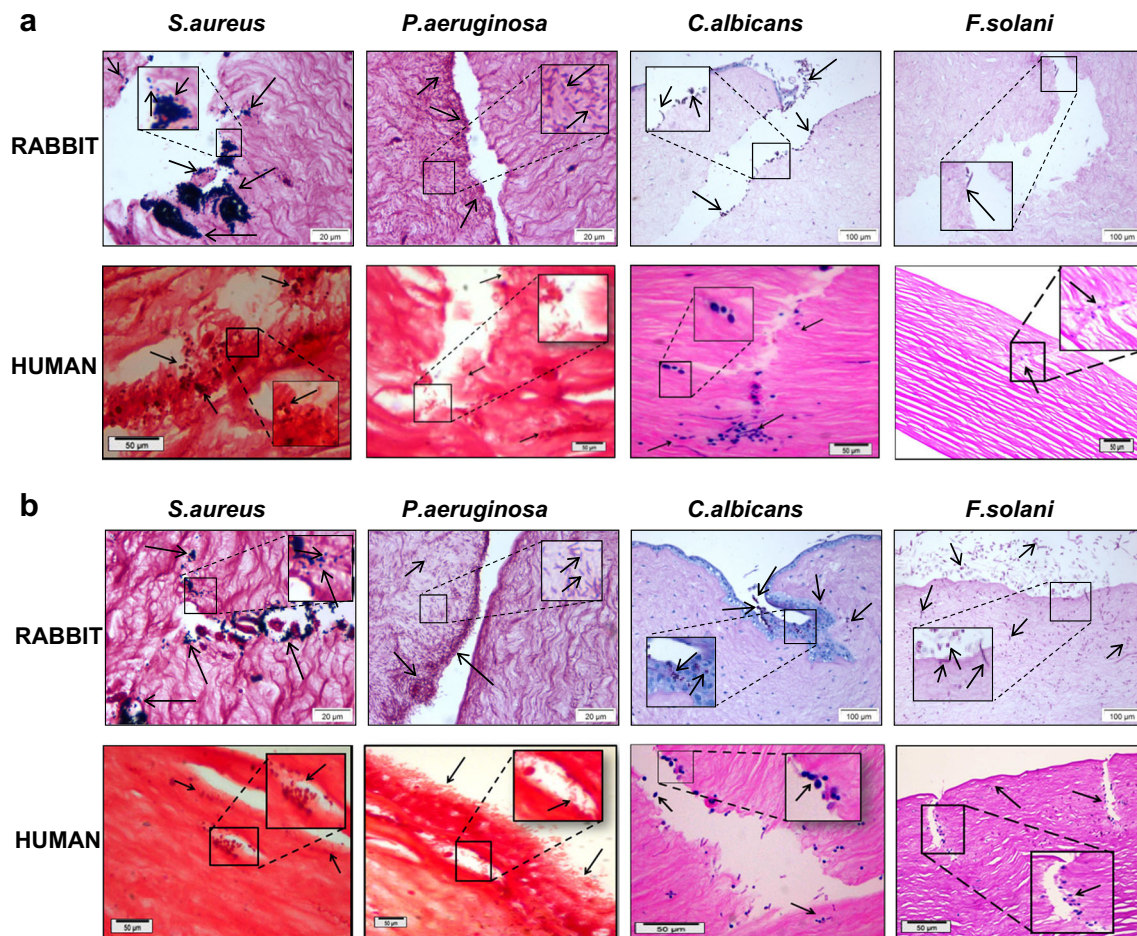 a
S.aureus P.aeruginosa C.albicans F.solani
RABBIT
20 µm 20 µm 100 µm 100 µm
HUMAN
50 µm 50 µm 50 µm 50 µm
b
S.aureus P.aeruginosa C.albicans F.solani
RABBIT
20 µm 20 µm 100 µm 100 µm
HUMAN
50 µm 50 µm 50 µm 50 µm